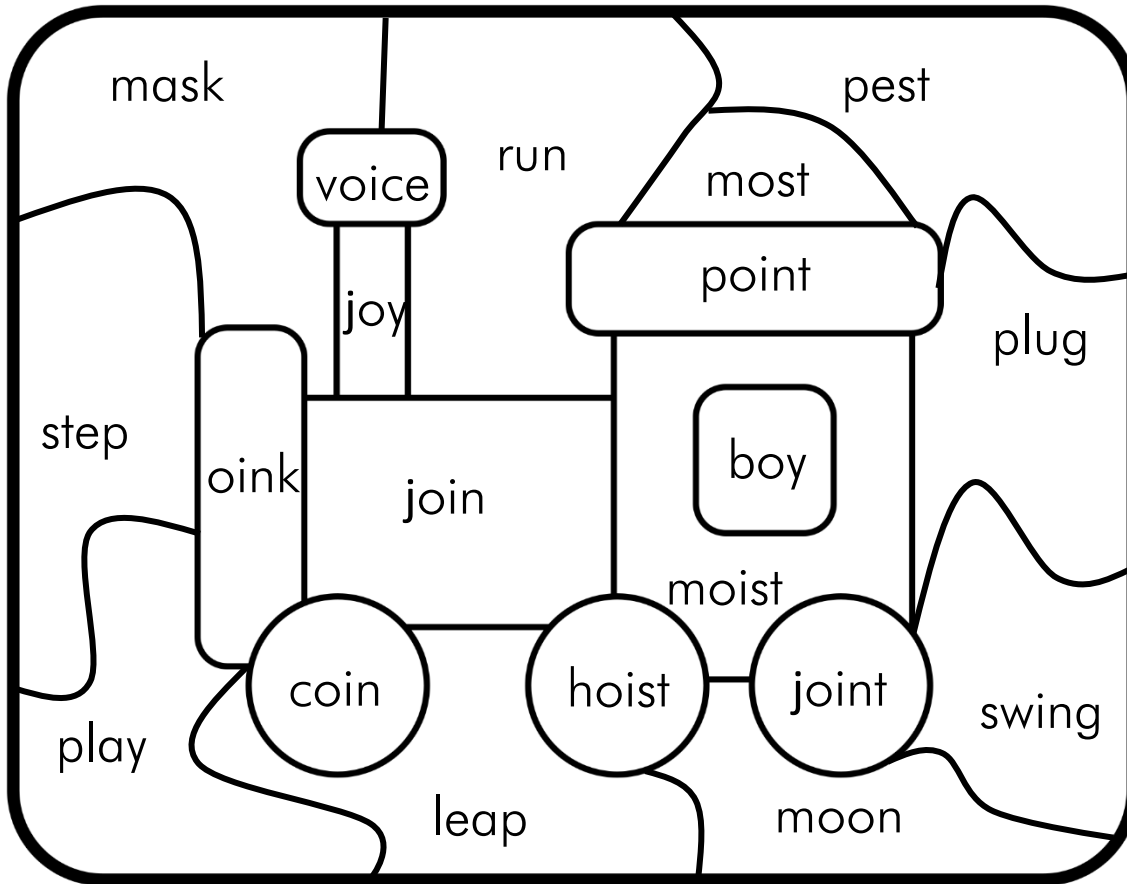 mask
pest
run
voice
most
point
joy
plug
step
boy
oink
join
moist
coin
hoist
joint
swing
play
leap
moon